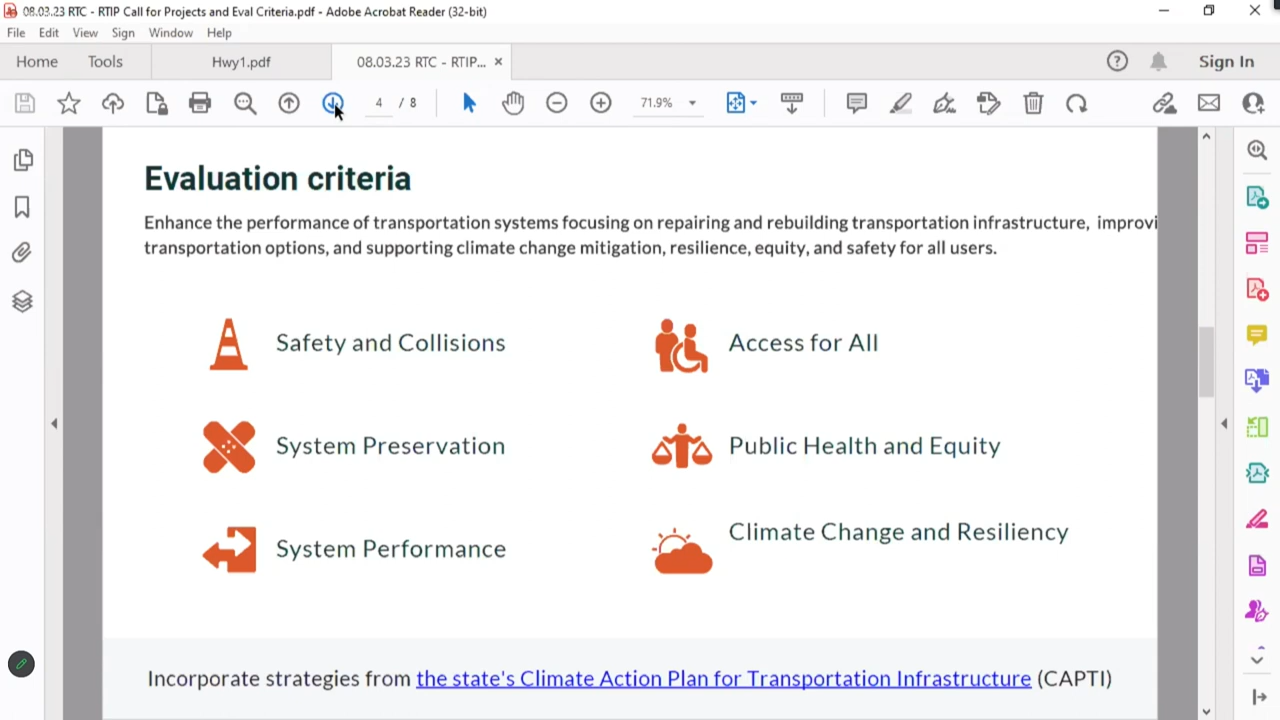 08.03.23 RTC - RTIP Call for Projects and Eval Criteria.pdf - Adobe Acrobat Reader (32-bit)
File Edit View Sign Window Help
Home Tools Hwy1.pdf 08.03.23 RTC - RTIP... × Sign In
4 / 8 71.9%
Evaluation criteria
Enhance the performance of transportation systems focusing on repairing and rebuilding transportation infrastructure, improvi
transportation options, and supporting climate change mitigation, resilience, equity, and safety for all users.
Safety and Collisions
Access for All
System Preservation
Public Health and Equity
System Performance
Climate Change and Resiliency
Incorporate strategies from the state's Climate Action Plan for Transportation Infrastructure (CAPTI)